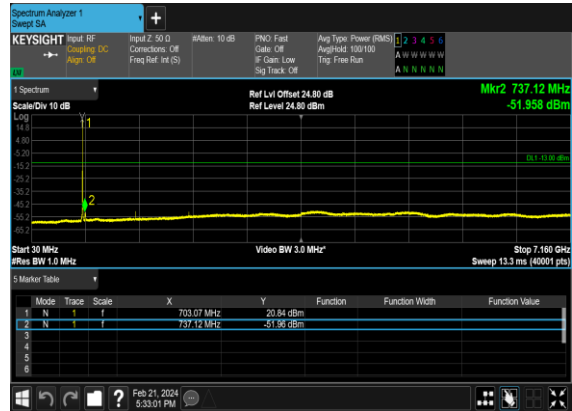 Spectrum Analyzer 1
Swept SA
+
KEYSIGHT Input: RF Input Z: 50 Ω #Atten: 10 dB PNO: Fast Avg Type: Power (RMS) 1 2 3 4 5 6
Coupling: DC Corrections: Off Gate: Off Avg|Hold: 100/100 A W W W W W
Align: Off Freq Ref: Int (S) IF Gain: Low Trig: Free Run
Sig Track: Off A N N N N N
1 Spectrum Ref Lvl Offset 24.80 dB Mkr2 737.12 MHz
Scale/Div 10 dB Ref Level 24.80 dBm -51.958 dBm
Log
14.8
4.80
-5.20
-15.2
-25.2
-35.2
-45.2
-55.2
-65.2
1
2
DL1 -13.00 dBm
Start 30 MHz Video BW 3.0 MHz* Stop 7.160 GHz
#Res BW 1.0 MHz Sweep 13.3 ms (40001 pts)
5 Marker Table
Mode Trace Scale X Y Function Function Width Function Value
1 N 1 f 703.07 MHz 20.84 dBm
2 N 1 f 737.12 MHz -51.96 dBm
3
4
5
6
?
Feb 21, 2024
5:33:01 PM